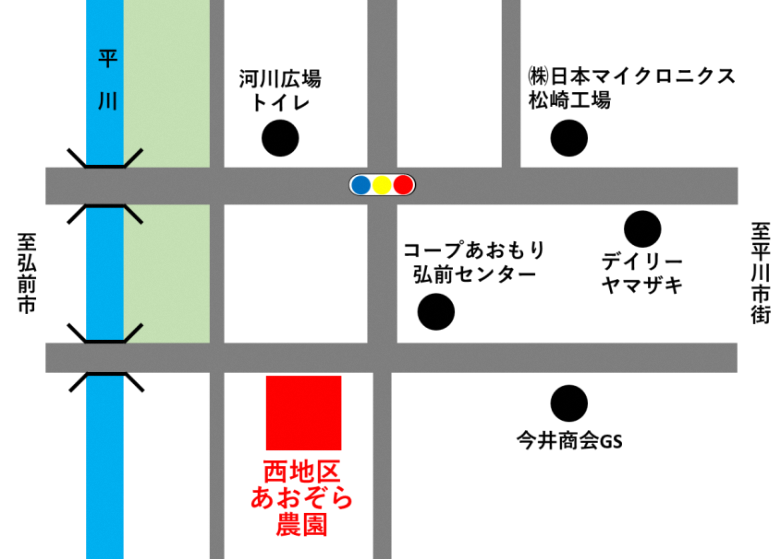 平川
河川広場
トイレ
㈱日本マイクロニクス
松崎工場
至弘前市
コープあおもり
弘前センター
デイリー
ヤマザキ
至平川市街
今井商会GS
西地区
あおぞら
農園